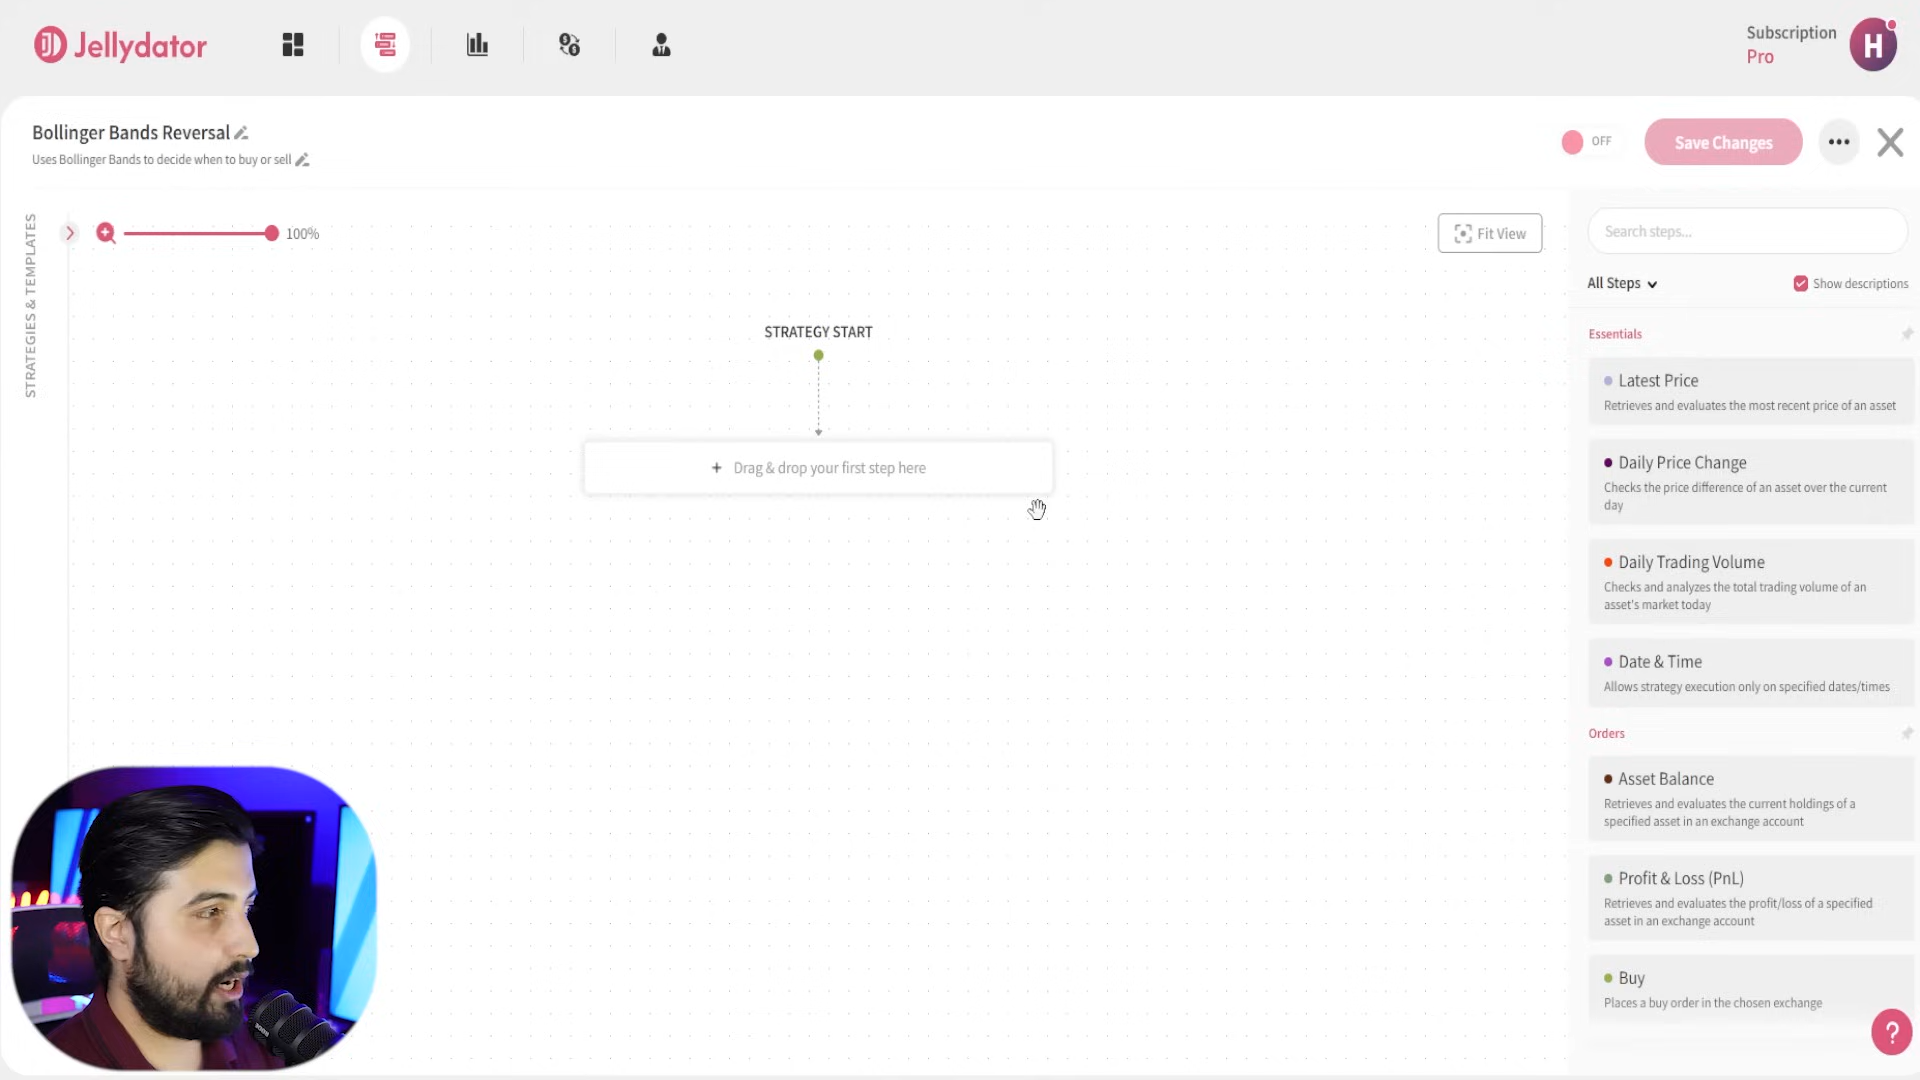 Jellydator
Subscription
Pro
H
Bollinger Bands Reversal
Uses Bollinger Bands to decide when to buy or sell
OFF
Save Changes
STRATEGIES & TEMPLATES
100%
Fit View
STRATEGY START
+ Drag & drop your first step here
Search steps...
All Steps
Show descriptions
Essentials
Latest Price
Retrieves and evaluates the most recent price of an asset
Daily Price Change
Checks the price difference of an asset over the current
day
Daily Trading Volume
Checks and analyzes the total trading volume of an
asset's market today
Date & Time
Allows strategy execution only on specified dates/times
Orders
Asset Balance
Retrieves and evaluates the current holdings of a
specified asset in an exchange account
Profit & Loss (PnL)
Retrieves and evaluates the profit/loss of a specified
asset in an exchange account
Buy
Places a buy order in the chosen exchange
?